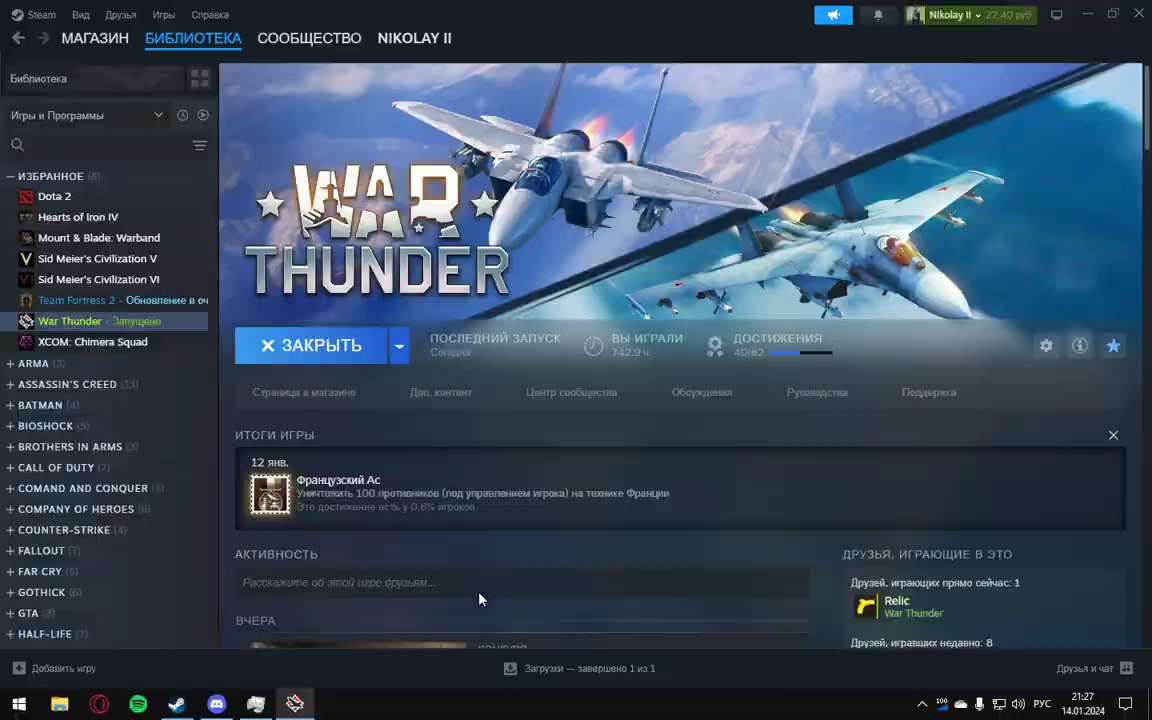 Steam Вид Друзья Игры Справка
NIkolay II 22,40 руб
МАГАЗИН БИБЛИОТЕКА СООБЩЕСТВО NIKOLAY II
Библиотека
Игры и Программы
ИЗБРАННОЕ (8)
Dota 2
Hearts of Iron IV
Mount & Blade: Warband
Sid Meier's Civilization V
Sid Meier's Civilization VI
Team Fortress 2 - Обновление в оч
War Thunder - Запущено
XCOM: Chimera Squad
ARMA (3)
ASSASSIN'S CREED (13)
BATMAN (4)
BIOSHOCK (5)
BROTHERS IN ARMS (3)
CALL OF DUTY (7)
COMAND AND CONQUER
COMPANY OF HEROES (6)
COUNTER-STRIKE (4)
FALLOUT (7)
FAR CRY (5)
GOTHICK (6)
GTA (3)
HALF-LIFE (7)
Добавить игру
WAR
THUNDER
ЗАКРЫТЬ
ПОСЛЕДНИЙ ЗАПУСК
Сегодня
ВЫ ИГРАЛИ
742,9 ч.
ДОСТИЖЕНИЯ
40/82
Страница в магазине Доп. контент Центр сообщества Обсуждения Руководства Поддержка
ИТОГИ ИГРЫ
12 янв.
Французский Ас
Уничтожить 100 противников (под управлением игрока) на технике Франции
Это достижение есть у 0,6% игроков
АКТИВНОСТЬ
Расскажите об этой игре друзьям...
ВЧЕРА
ДРУЗЬЯ, ИГРАЮЩИЕ В ЭТО
Друзей, играющих прямо сейчас: 1
Relic
War Thunder
Друзей, игравших недавно: 8
Загрузки — завершено 1 из 1
Друзья и чат
100
РУС
21:27
14.01.2024